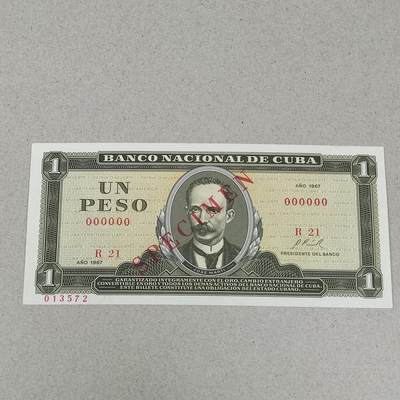 BANCO NACIONAL DE CUBA
1
1
UN
PESO
AÑO 1967
000000
000000
R 21
R 21
SPECIMEN
AÑO 1967
PRESIDENTE DEL BANCO
JOSE MARTI
1
1
GARANTIZADO INTEGRAMENTE CON EL ORO, CAMBIO EXTRANJERO
CONVERTIBLE EN ORO Y TODOS LOS DEMAS ACTIVOS DEL BANCO NACIONAL DE CUBA
ESTE BILLETE CONSTITUYE UNA OBLIGACION DEL ESTADO CUBANO.
013572